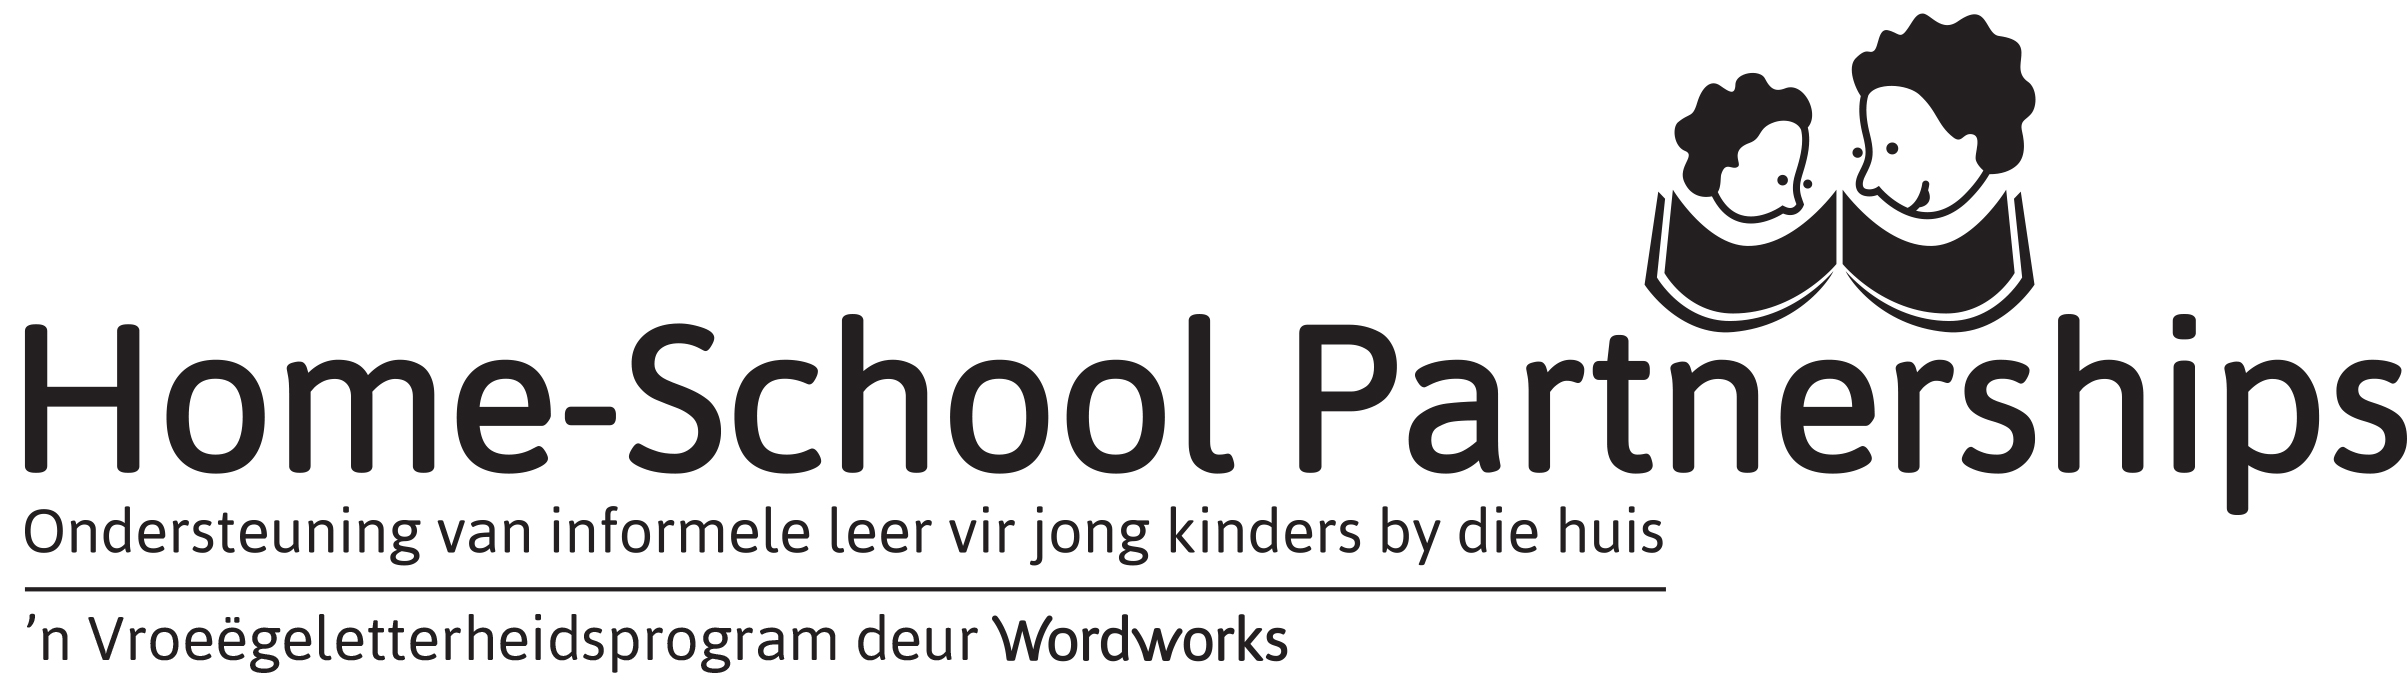 Home-School Partnerships
Ondersteuning van informele leer vir jong kinders by die huis
’n Vroeëgeletterheidsprogram deur Wordworks